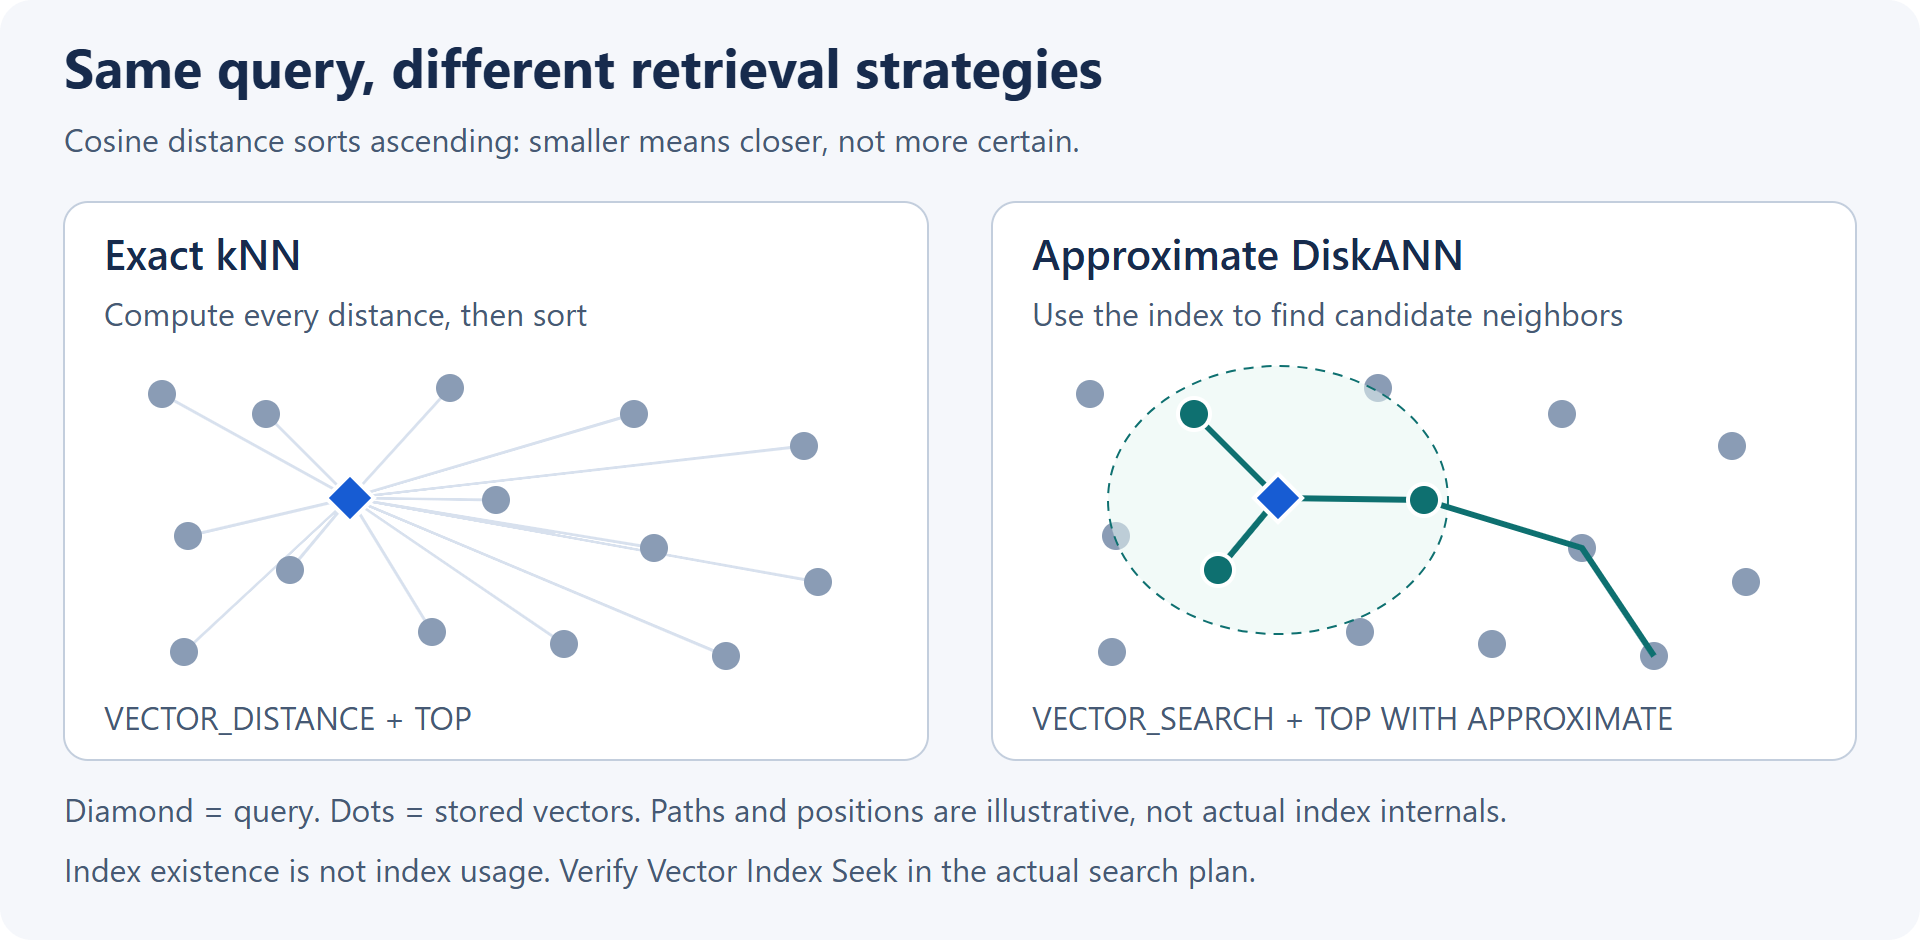 Same query, different retrieval strategies
Cosine distance sorts ascending: smaller means closer, not more certain.
Exact kNN
Compute every distance, then sort
VECTOR_DISTANCE + TOP
Approximate DiskANN
Use the index to find candidate neighbors
VECTOR_SEARCH + TOP WITH APPROXIMATE
Diamond = query. Dots = stored vectors. Paths and positions are illustrative, not actual index internals.
Index existence is not index usage. Verify Vector Index Seek in the actual search plan.